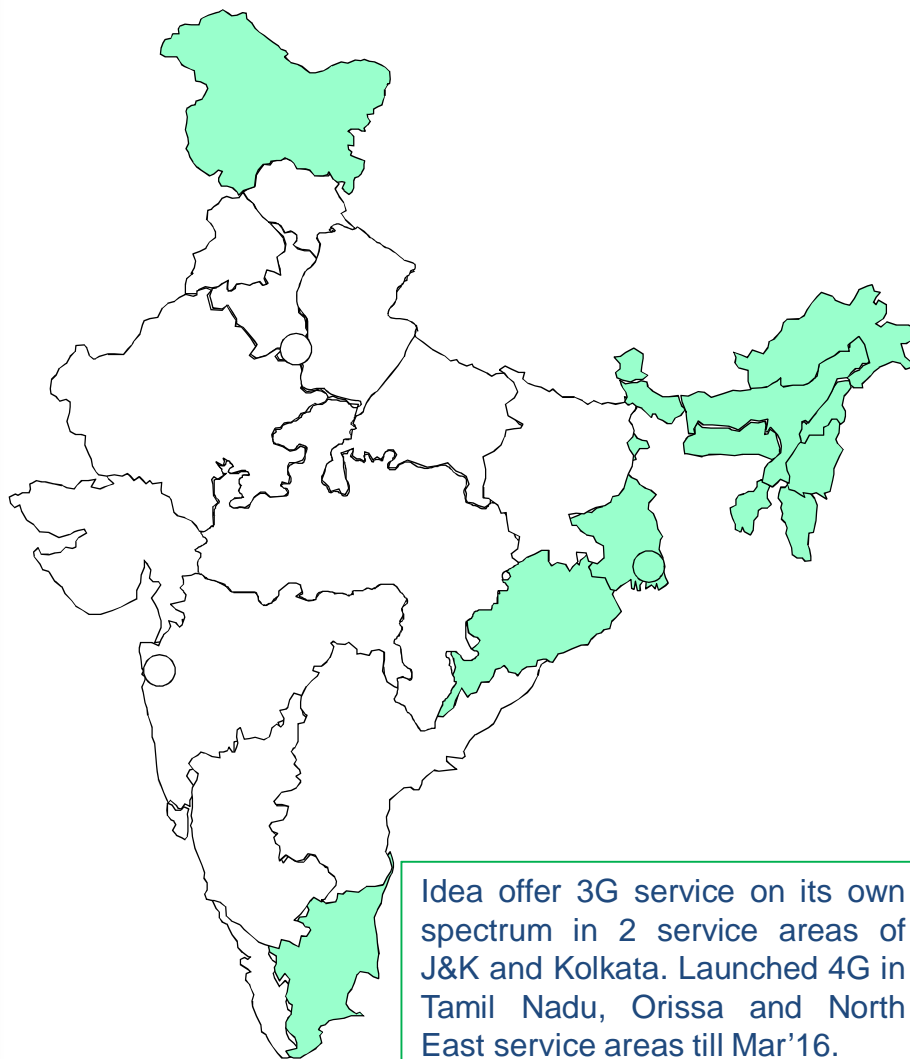 Idea offer 3G service on its own
spectrum in 2 service areas of
J&K and Kolkata. Launched 4G in
Tamil Nadu, Orissa and North
East service areas till Mar’16.